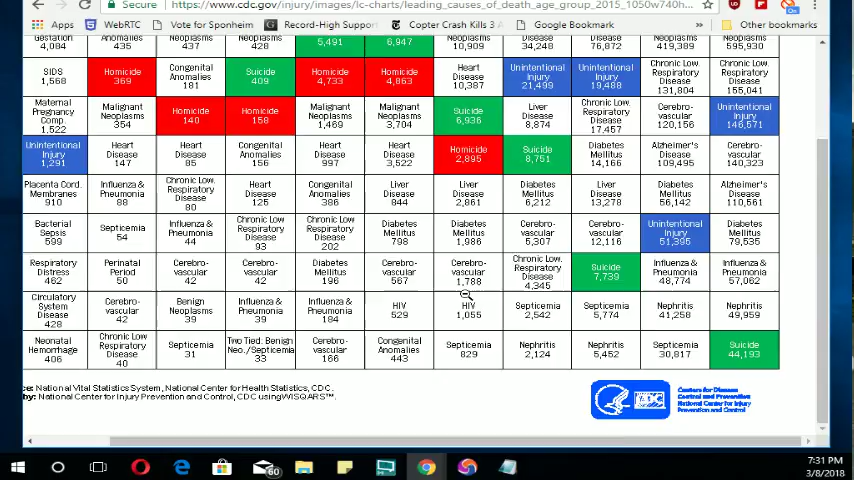 Secure https://www.cdc.gov/injury/images/lc-charts/leading_causes_of_death_age_group_2015_1050w740h...
Apps WebRTC Vote for Sponheim Record-High Support Copter Crash Kills 3 A Google Bookmark » Other bookmarks
Gestation 4,084 Anomalies 435 Neoplasms 437 Neoplasms 428 5,491 6,947 Neoplasms 10,909 Disease 34,248 Disease 76,872 Neoplasms 419,389 Neoplasms 595,930
SIDS 1,568 Homicide 369 Congenital Anomalies 181 Suicide 409 Homicide 4,733 Homicide 4,863 Heart Disease 10,387 Unintentional Injury 21,499 Unintentional Injury 19,488 Chronic Low. Respiratory Disease 131,804 Chronic Low. Respiratory Disease 155,041
Maternal Pregnancy Comp. 1,522 Malignant Neoplasms 354 Homicide 140 Homicide 158 Malignant Neoplasms 1,469 Malignant Neoplasms 3,704 Suicide 6,936 Liver Disease 8,874 Chronic Low. Respiratory Disease 17,457 Cerebro- vascular 120,156 Unintentional Injury 146,571
Unintentional Injury 1,291 Heart Disease 147 Heart Disease 85 Congenital Anomalies 156 Heart Disease 997 Heart Disease 3,522 Homicide 2,895 Suicide 8,751 Diabetes Mellitus 14,166 Alzheimer's Disease 109,495 Cerebro- vascular 140,323
Placenta Cord. Membranes 910 Influenza & Pneumonia 88 Chronic Low. Respiratory Disease 80 Heart Disease 125 Congenital Anomalies 386 Liver Disease 844 Liver Disease 2,861 Diabetes Mellitus 6,212 Liver Disease 13,278 Diabetes Mellitus 56,142 Alzheimer's Disease 110,561
Bacterial Sepsis 599 Septicemia 54 Influenza & Pneumonia 44 Chronic Low Respiratory Disease 93 Chronic Low Respiratory Disease 202 Diabetes Mellitus 798 Diabetes Mellitus 1,986 Cerebro- vascular 5,307 Cerebro- vascular 12,116 Unintentional Injury 51,395 Diabetes Mellitus 79,535
Respiratory Distress 462 Perinatal Period 50 Cerebro- vascular 42 Cerebro- vascular 42 Diabetes Mellitus 196 Cerebro- vascular 567 Cerebro- vascular 1,788 Chronic Low. Respiratory Disease 4,345 Suicide 7,739 Influenza & Pneumonia 48,774 Influenza & Pneumonia 57,062
Circulatory System Disease 428 Cerebro- vascular 42 Benign Neoplasms 39 Influenza & Pneumonia 39 Influenza & Pneumonia 184 HIV 529 HIV 1,055 Septicemia 2,542 Septicemia 5,774 Nephritis 41,258 Nephritis 49,959
Neonatal Hemorrhage 406 Chronic Low Respiratory Disease 40 Septicemia 31 Two Tied: Benign Neo./Septicemia 33 Cerebro- vascular 166 Congenital Anomalies 443 Septicemia 829 Nephritis 2,124 Nephritis 5,452 Septicemia 30,817 Suicide 44,193
ce: National Vital Statistics System, National Center for Health Statistics, CDC.
by: National Center for Injury Prevention and Control, CDC using WISQARS™.
CDC
Centers for Disease
Control and Prevention
National Center for Injury
Prevention and Control
60
7:31 PM
3/8/2018